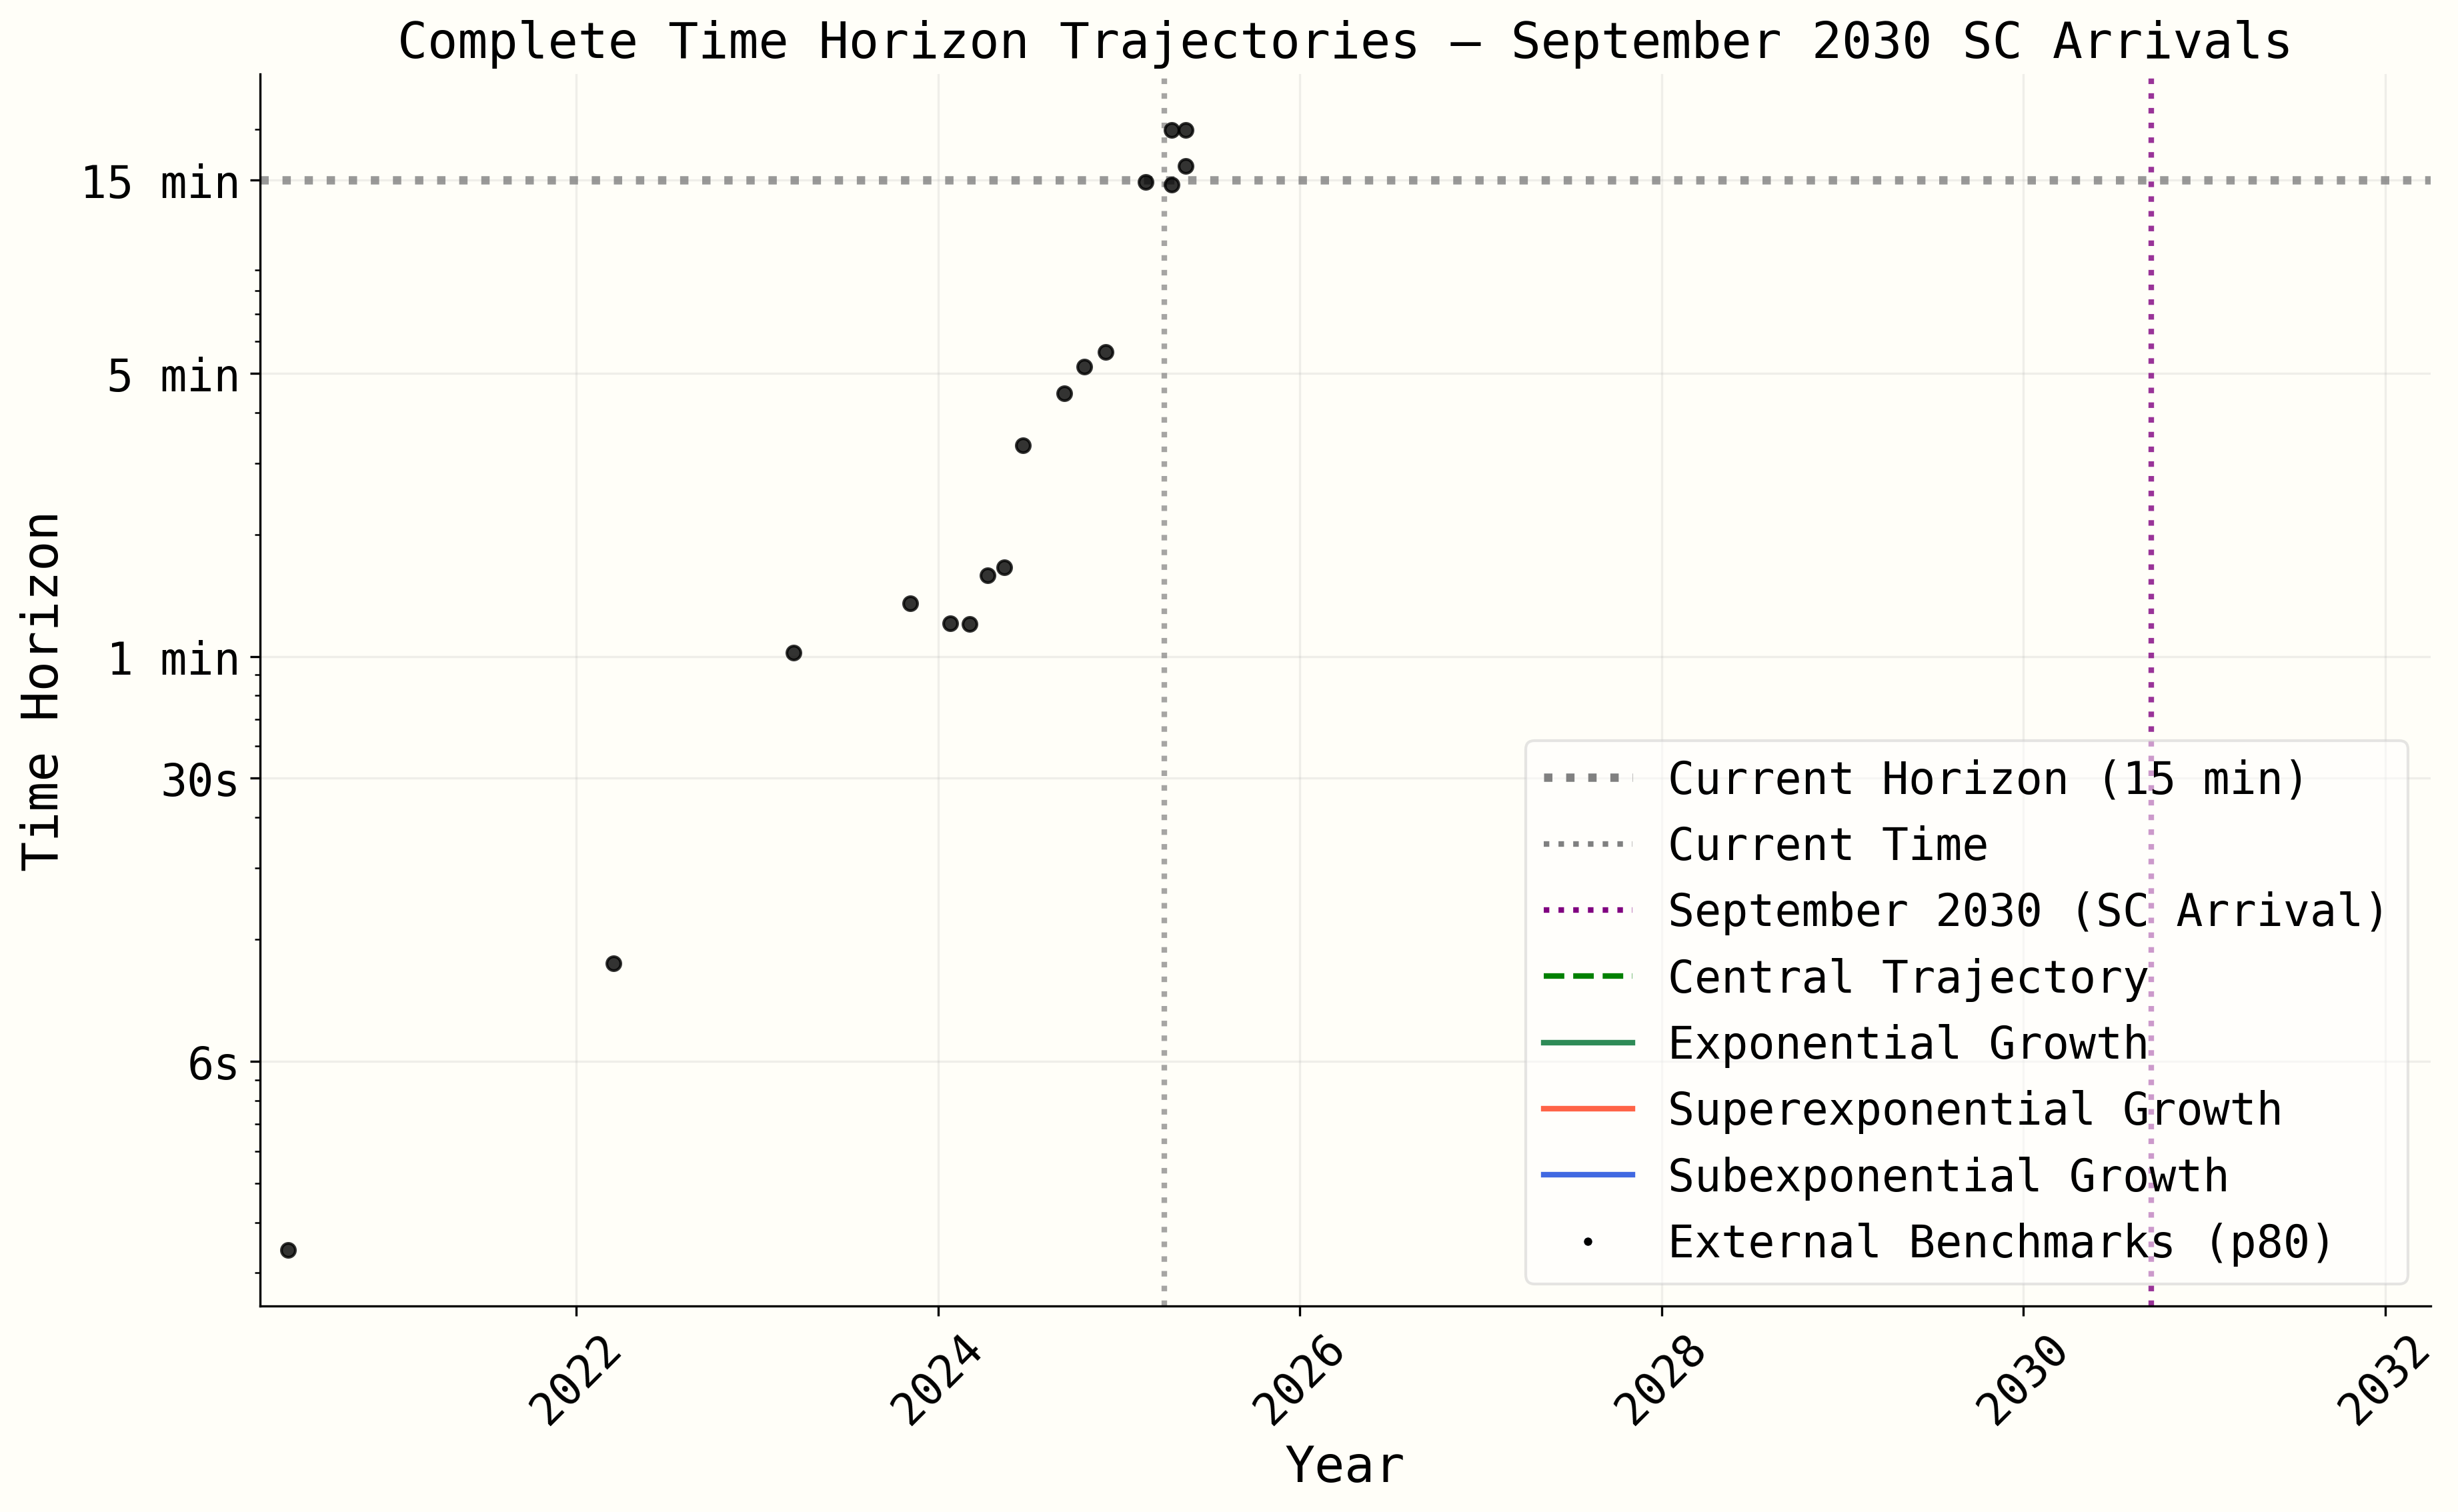 Complete Time Horizon Trajectories — September 2030 SC Arrivals
15 min
5 min
1 min
30s
6s
Time Horizon
Current Horizon (15 min)
Current Time
September 2030 (SC Arrival)
Central Trajectory
Exponential Growth
Superexponential Growth
Subexponential Growth
External Benchmarks (p80)
2022
2024
2026
2028
2030
2032
Year